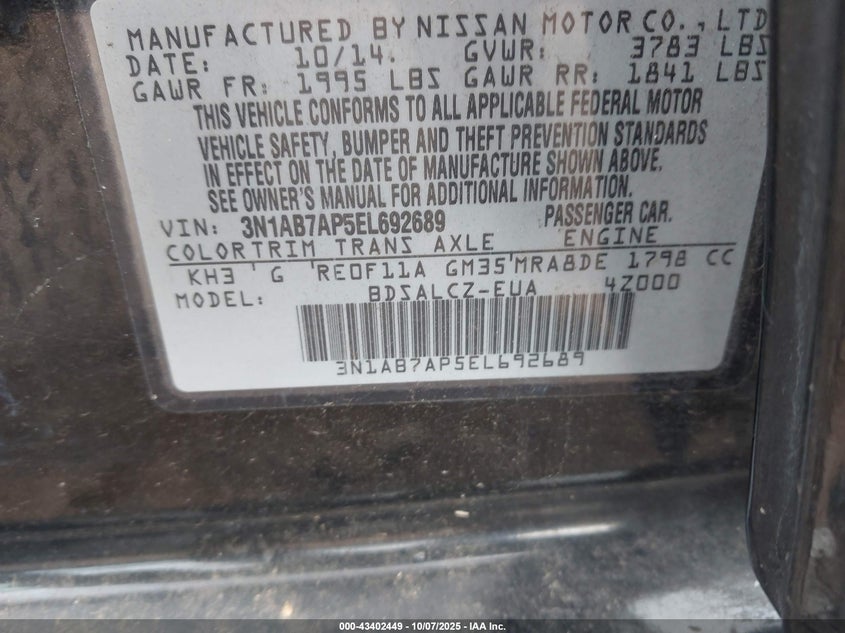 MANUFACTURED BY NISSAN MOTOR CO., LTD
DATE: 10/14. GVWR: 3783 LBS
GAWR FR: 1995 LBS GAWR RR: 1841 LBS
THIS VEHICLE CONFORMS TO ALL APPLICABLE FEDERAL MOTOR
VEHICLE SAFETY, BUMPER AND THEFT PREVENTION STANDARDS
IN EFFECT ON THE DATE OF MANUFACTURE SHOWN ABOVE.
SEE OWNER'S MANUAL FOR ADDITIONAL INFORMATION.
VIN: 3N1AB7AP5EL692689 PASSENGER CAR.
COLOR TRIM TRANS AXLE ENGINE
KH3 G RE0F11A GM35 MRA8DE 1798 CC
MODEL: BDSALCZ-EUA 4Z000
3N1AB7AP5EL692689
000-43402449 - 10/07/2025 - IAA Inc.